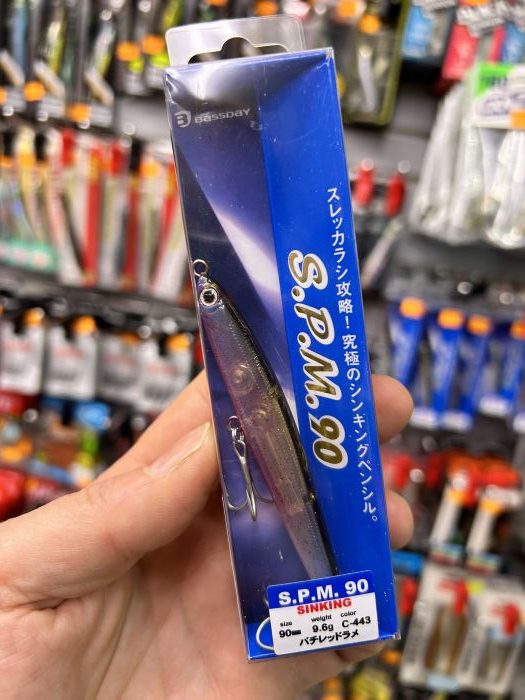 BASSDAY
スレッカラシ攻略！究極のシンキングペンシル。
S.P.M.90
S.P.M. 90
SINKING
size weight color
90mm 9.6g C-443
バチレッドラメ